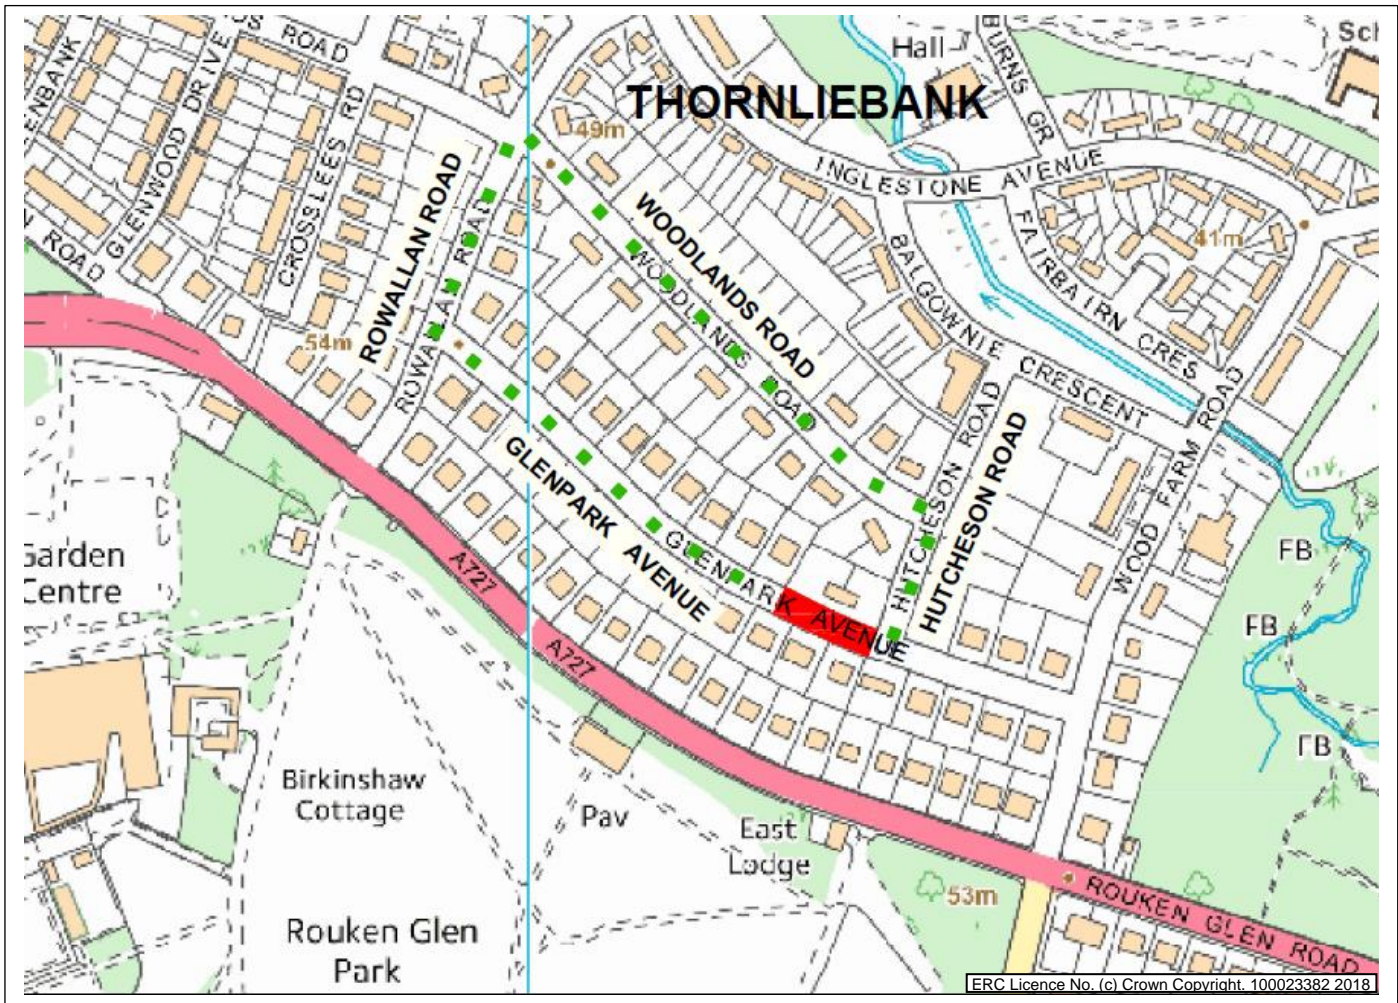 ENBANK
GLENWOOD DRIVE
OS ROAD
CROSSLEES RD
N ROAD
Hall
BURNS GR
Sch
THORNLIEBANK
49m
INGLESTONE AVENUE
ROWALLAN ROAD
ROWALLAN ROAD
WOODLANDS ROAD
WOODLANDS ROAD
BALGOWNIE CRESCENT
FAIRBAIRN CRES
41m
54m
GLENPARK AVENUE
GLENPARK AVENUE
HUTCHESON ROAD
HUTCHESON ROAD
WOOD FARM ROAD
Garden
Centre
A727
A727
FB
FB
FB
Birkinshaw
Cottage
Pav
East
Lodge
53m
ROUKEN GLEN ROAD
Rouken Glen
Park
ERC Licence No. (c) Crown Copyright. 100023382 2018